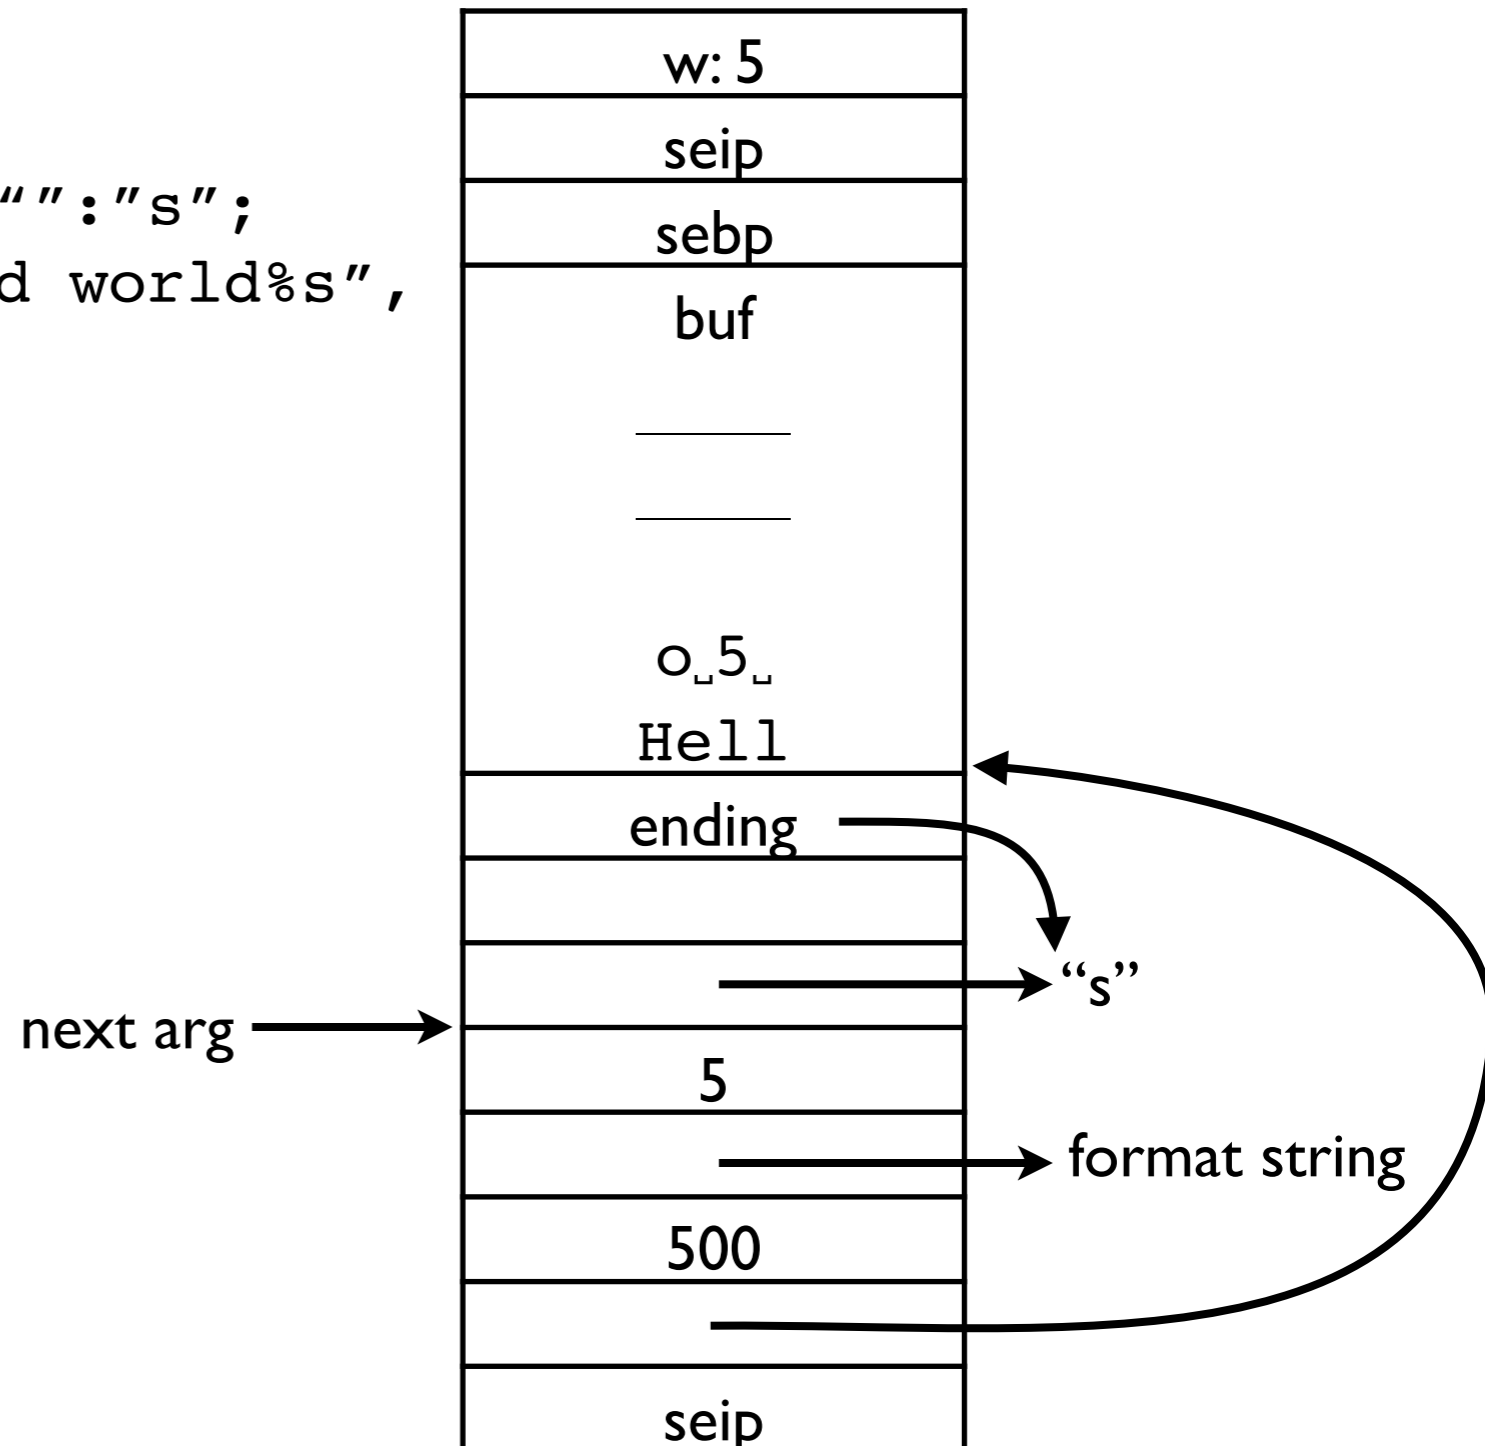 w: 5
seip
“”:”s”;
sebp
d world%s”,
buf
o␣5␣
Hell
ending
“s”
next arg
5
format string
500
seip